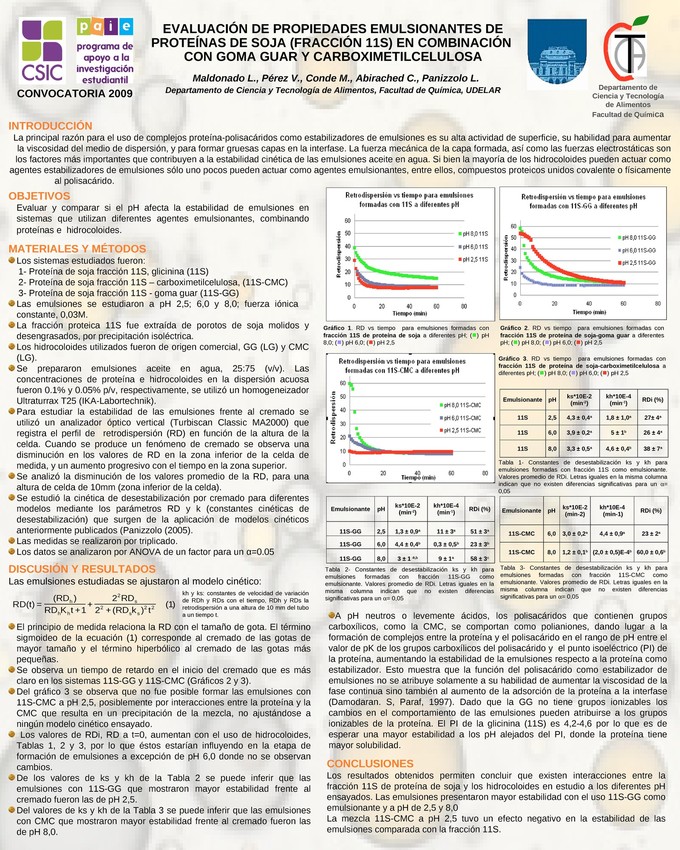 CSIC
paie
programa de
apoyo a la
investigación
estudiantil
CONVOCATORIA 2009
EVALUACIÓN DE PROPIEDADES EMULSIONANTES DE
PROTEÍNAS DE SOJA (FRACCIÓN 11S) EN COMBINACIÓN
CON GOMA GUAR Y CARBOXIMETILCELULOSA
Maldonado L., Pérez V., Conde M., Abirached C., Panizzolo L.
Departamento de Ciencia y Tecnología de Alimentos, Facultad de Química, UDELAR
Departamento de
Ciencia y Tecnología
de Alimentos
Facultad de Química
INTRODUCCIÓN
La principal razón para el uso de complejos proteína-polisacáridos como estabilizadores de emulsiones es su alta actividad de superficie, su habilidad para aumentar
la viscosidad del medio de dispersión, y para formar gruesas capas en la interfase. La fuerza mecánica de la capa formada, así como las fuerzas electrostáticas son
los factores más importantes que contribuyen a la estabilidad cinética de las emulsiones aceite en agua. Si bien la mayoría de los hidrocoloides pueden actuar como
agentes estabilizadores de emulsiones sólo uno pocos pueden actuar como agentes emulsionantes, entre ellos, compuestos proteicos unidos covalente o físicamente
al polisacárido.
OBJETIVOS
Evaluar y comparar si el pH afecta la estabilidad de emulsiones en
sistemas que utilizan diferentes agentes emulsionantes, combinando
proteínas e hidrocoloides.
MATERIALES Y MÉTODOS
Los sistemas estudiados fueron:
1- Proteína de soja fracción 11S, glicinina (11S)
2- Proteína de soja fracción 11S – carboximetilcelulosa, (11S-CMC)
3- Proteína de soja fracción 11S - goma guar (11S-GG)
Las emulsiones se estudiaron a pH 2,5; 6,0 y 8,0; fuerza iónica
constante, 0,03M.
La fracción proteica 11S fue extraída de porotos de soja molidos y
desengrasados, por precipitación isoléctrica.
Los hidrocoloides utilizados fueron de origen comercial, GG (LG) y CMC
(LG).
Se prepararon emulsiones aceite en agua, 25:75 (v/v). Las
concentraciones de proteína e hidrocoloides en la dispersión acuosa
fueron 0.1% y 0.05% p/v, respectivamente, se utilizó un homogeneizador
Ultraturrax T25 (IKA-Labortechnik).
Para estudiar la estabilidad de las emulsiones frente al cremado se
utilizó un analizador óptico vertical (Turbiscan Classic MA2000) que
registra el perfil de retrodispersión (RD) en función de la altura de la
celda. Cuando se produce un fenómeno de cremado se observa una
disminución en los valores de RD en la zona inferior de la celda de
medida, y un aumento progresivo con el tiempo en la zona superior.
Se analizó la disminución de los valores promedio de la RD, para una
altura de celda de 10mm (zona inferior de la celda).
Se estudió la cinética de desestabilización por cremado para diferentes
modelos mediante los parámetros RD y k (constantes cinéticas de
desestabilización) que surgen de la aplicación de modelos cinéticos
anteriormente publicados (Panizzolo (2005).
Las medidas se realizaron por triplicado.
Los datos se analizaron por ANOVA de un factor para un α=0.05
DISCUSIÓN Y RESULTADOS
Las emulsiones estudiadas se ajustaron al modelo cinético:
kh y ks: constantes de velocidad de variación
de RDh y RDs con el tiempo, RDh y RDs la
retrodispersión a una altura de 10 mm del tubo
a un tiempo t.
El principio de medida relaciona la RD con el tamaño de gota. El término
sigmoideo de la ecuación (1) corresponde al cremado de las gotas de
mayor tamaño y el término hiperbólico al cremado de las gotas más
pequeñas.
Se observa un tiempo de retardo en el inicio del cremado que es más
claro en los sistemas 11S-GG y 11S-CMC (Gráficos 2 y 3).
Del gráfico 3 se observa que no fue posible formar las emulsiones con
11S-CMC a pH 2,5, posiblemente por interacciones entre la proteína y la
CMC que resulta en un precipitación de la mezcla, no ajustándose a
ningún modelo cinético ensayado.
Los valores de RDi, RD a t=0, aumentan con el uso de hidrocoloides,
Tablas 1, 2 y 3, por lo que éstos estarían influyendo en la etapa de
formación de emulsiones a excepción de pH 6,0 donde no se observan
cambios.
De los valores de ks y kh de la Tabla 2 se puede inferir que las
emulsiones con 11S-GG que mostraron mayor estabilidad frente al
cremado fueron las de pH 2,5.
Del valores de ks y kh de la Tabla 3 se puede inferir que las emulsiones
con CMC que mostraron mayor estabilidad frente al cremado fueron las
de pH 8,0.
Retrodispersión vs tiempo para emulsiones
formadas con 11S a diferentes pH
Retrodispersión
pH 8,0 11S
pH 6,0 11S
pH 2,5 11S
Tiempo (min)
Gráfico 1. RD vs tiempo para emulsiones formadas con
fracción 11S de proteína de soja a diferentes pH; pH
8,0; pH 6,0; pH 2,5
Retrodispersión vs tiempo para emulsiones
formadas con 11S-GG a diferentes pH
Retrodispersión
pH 8,0 11S-GG
pH 6,0 11S-GG
pH 2,5 11S-GG
Tiempo (min)
Gráfico 2. RD vs tiempo para emulsiones formadas con
fracción 11S de proteína de soja-goma guar a diferentes
pH; pH 8,0; pH 6,0; pH 2,5
Retrodispersión vs tiempo para emulsiones
formadas con 11S-CMC a diferentes pH
Retrodispersión
pH 8,0 11S-CMC
pH 6,0 11S-CMC
pH 2,5 11S-CMC
Tiempo (min)
Gráfico 3. RD vs tiempo para emulsiones formadas con
fracción 11S de proteína de soja-carboximetilcelulosa a
diferentes pH; pH 8,0; pH 6,0; pH 2,5
Emulsionante pH ks*10E-2 (min-¹) kh*10E-4 (min-¹) RDi (%)
11S 2,5 4,3 ± 0,4ᵃ 1,8 ± 1,0ᵃ 27± 4ᵃ
11S 6,0 3,9 ± 0,2ᵃ 5 ± 1ᵇ 26 ± 4ᵃ
11S 8,0 3,3 ± 0,5ᵃ 4,6 ± 0,4ᵇ 38 ± 7ᵃ
Tabla 1- Constantes de desestabilización ks y kh para
emulsiones formadas con fracción 11S como emulsionante.
Valores promedio de RDi. Letras iguales en la misma columna
indican que no existen diferencias significativas para un α=
0,05
Emulsionante pH ks*10E-2 (min-¹) kh*10E-4 (min-¹) RDi (%)
11S-GG 2,5 1,3 ± 0,9ᵃ 11 ± 3ᵇ 51 ± 3ᵇ
11S-GG 6,0 4,4 ± 0,4ᵇ 0,3 ± 0,5ᵃ 23 ± 3ᵃ
11S-GG 8,0 3 ± 1 9 ± 1ᵇ 58 ± 3
Tabla 2- Constantes de desestabilización ks y kh para
emulsiones formadas con fracción 11S-GG como
emulsionante. Valores promedio de RDi. Letras iguales en la
misma columna indican que no existen diferencias
significativas para un α= 0,05
Emulsionante pH ks*10E-2 (min-2) kh*10E-4 (min-1) RDi (%)
11S-CMC 6,0 3,0 ± 0,2ᵃ 4,4 ± 0,9ᵃ 23 ± 2ᵃ
11S-CMC 8,0 1,2 ± 0,1ᵇ (2,0 ± 0,5)E-4ᵇ 60,0 ± 0,6ᵇ
Tabla 3- Constantes de desestabilización ks y kh para
emulsiones formadas con fracción 11S-CMC como
emulsionante. Valores promedio de RDi. Letras iguales en la
misma columna indican que no existen diferencias
significativas para un α= 0,05
A pH neutros o levemente ácidos, los polisacáridos que contienen grupos
carboxílicos, como la CMC, se comportan como polianiones, dando lugar a la
formación de complejos entre la proteína y el polisacárido en el rango de pH entre el
valor de pK de los grupos carboxílicos del polisacárido y el punto isoeléctrico (PI) de
la proteína, aumentando la estabilidad de la emulsiones respecto a la proteína como
estabilizador. Esto muestra que la función del polisacárido como estabilizador de
emulsiones no se atribuye solamente a su habilidad de aumentar la viscosidad de la
fase continua sino también al aumento de la adsorción de la proteína a la interfase
(Damodaran. S, Paraf, 1997). Dado que la GG no tiene grupos ionizables los
cambios en el comportamiento de las emulsiones pueden atribuirse a los grupos
ionizables de la proteína. El PI de la glicinina (11S) es 4,2-4,6 por lo que es de
esperar una mayor estabilidad a los pH alejados del PI, donde la proteína tiene
mayor solubilidad.
CONCLUSIONES
Los resultados obtenidos permiten concluir que existen interacciones entre la
fracción 11S de proteína de soja y los hidrocoloides en estudio a los diferentes pH
ensayados. Las emulsiones presentaron mayor estabilidad con el uso 11S-GG como
emulsionante y a pH de 2,5 y 8,0
La mezcla 11S-CMC a pH 2,5 tuvo un efecto negativo en la estabilidad de las
emulsiones comparada con la fracción 11S.